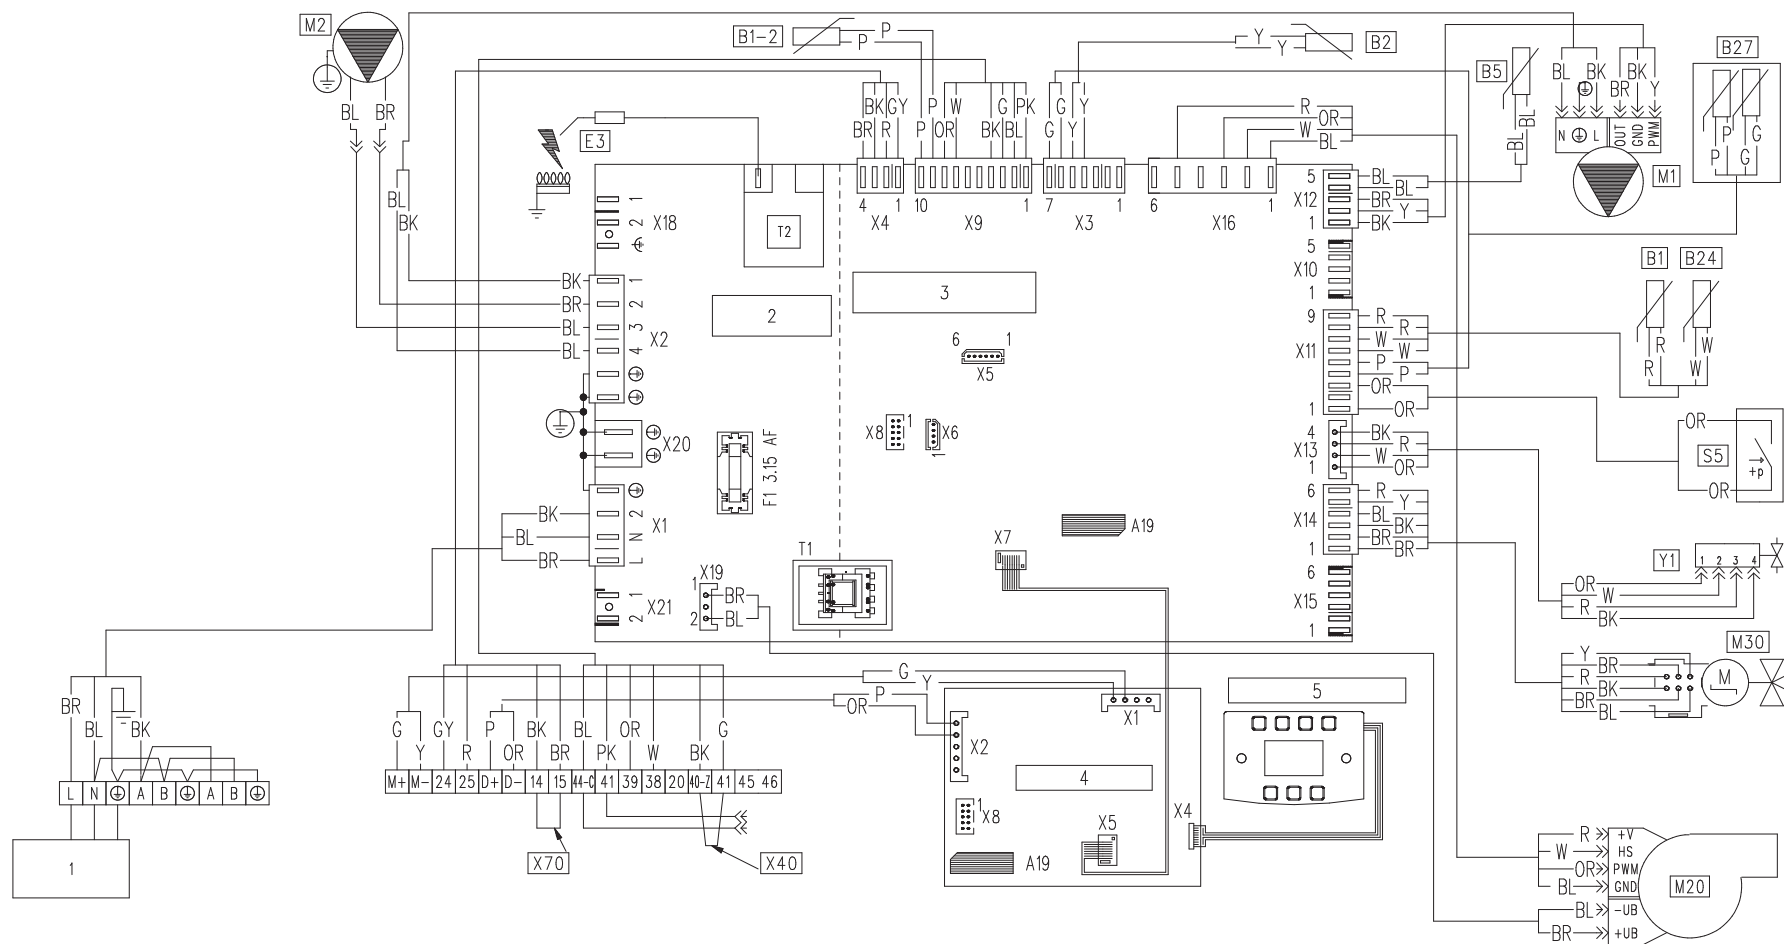 M2
BL
BR
B1-2
P
P
Y
Y
B2
B5
BL
BL
BL
BK
BR
BK
Y
N
L
OUT
GND
PWM
M1
B27
P
P
G
G
BK
GY
BR
R
P
P
OR
W
BK
G
BL
PK
G
G
Y
Y
R
OR
W
BL
E3
T2
4
1
X4
10
1
X9
7
1
X3
6
1
X16
5
X12
1
BL
BL
BR
Y
BK
5
X10
1
BL
BK
1
2
X18
BK
BR
BL
BL
1
2
3
4
X2
X20
2
3
6
1
X5
X8
1
X6
1
F1 3.15 AF
9
X11
1
R
R
W
W
P
P
OR
OR
B1
B24
R
R
W
W
4
X13
1
BK
R
W
OR
OR
S5
+p
OR
6
X14
1
R
Y
BL
BK
BR
BR
6
X15
1
BK
BL
BR
2
N
L
X1
1
2
X21
X19
1
2
BR
BL
T1
X7
A19
Y1
1 2 3 4
OR
W
R
BK
M30
M
Y
BR
R
BK
BR
BL
BR
BL
BK
L N A B A B
1
G
Y
GY
R
P
OR
BK
BR
BL
PK
OR
W
BK
G
M+ M- 24 25 D+ D- 14 15 44-C 41 39 38 20 40-Z 41 45 46
X70
X40
G
Y
P
OR
X1
X2
4
X8
1
A19
X5
X4
5
R
W
OR
BL
BL
BR
+V
HS
PWM
GND
-UB
+UB
M20